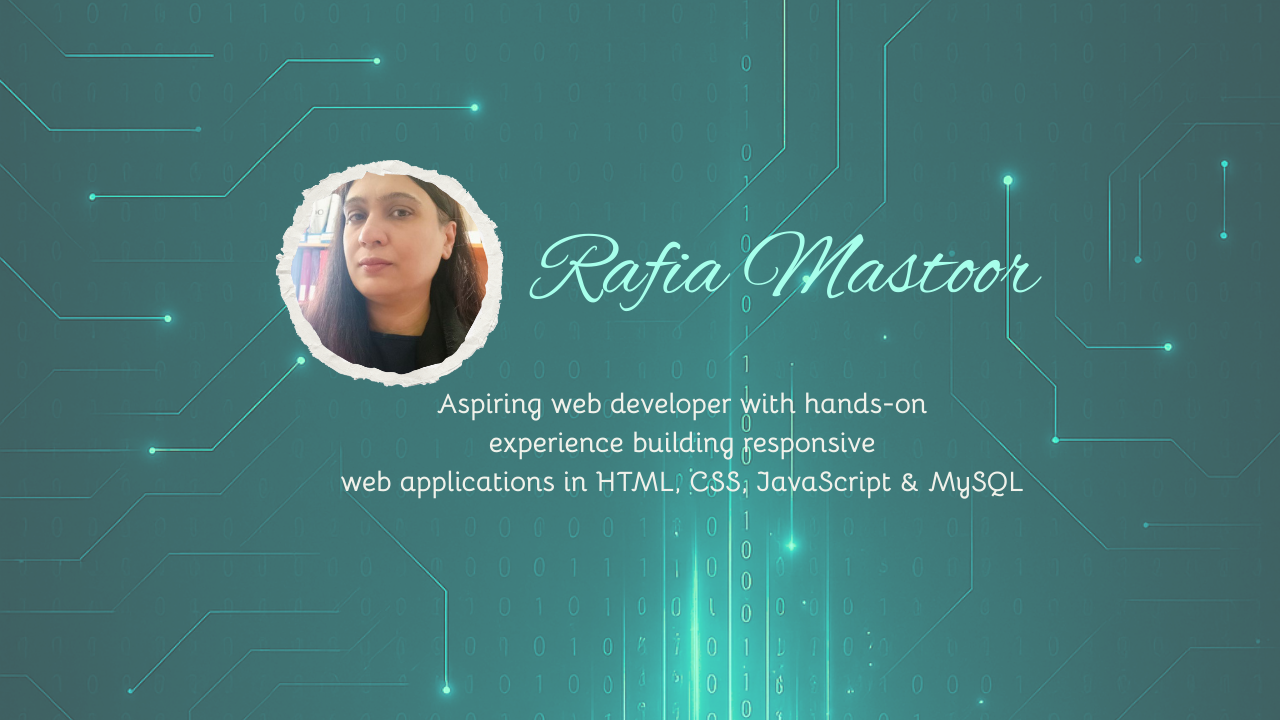 Rafia Mastoor
Aspiring web developer with hands-on
experience building responsive
web applications in HTML, CSS, JavaScript & MySQL